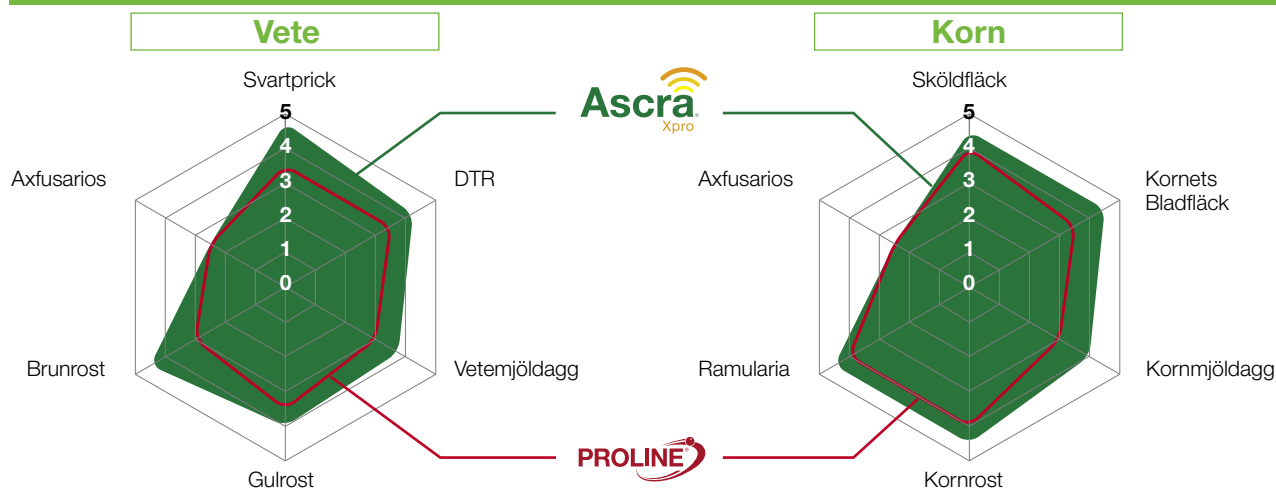 Vete
Korn
Svartprick
Sköldfläck
Ascra
Xpro
5
4
3
2
1
0
5
4
3
2
1
0
Axfusarios
DTR
Axfusarios
Kornets
Bladfläck
Brunrost
Vetemjöldagg
Ramularia
Kornmjöldagg
PROLINE®
Gulrost
Kornrost